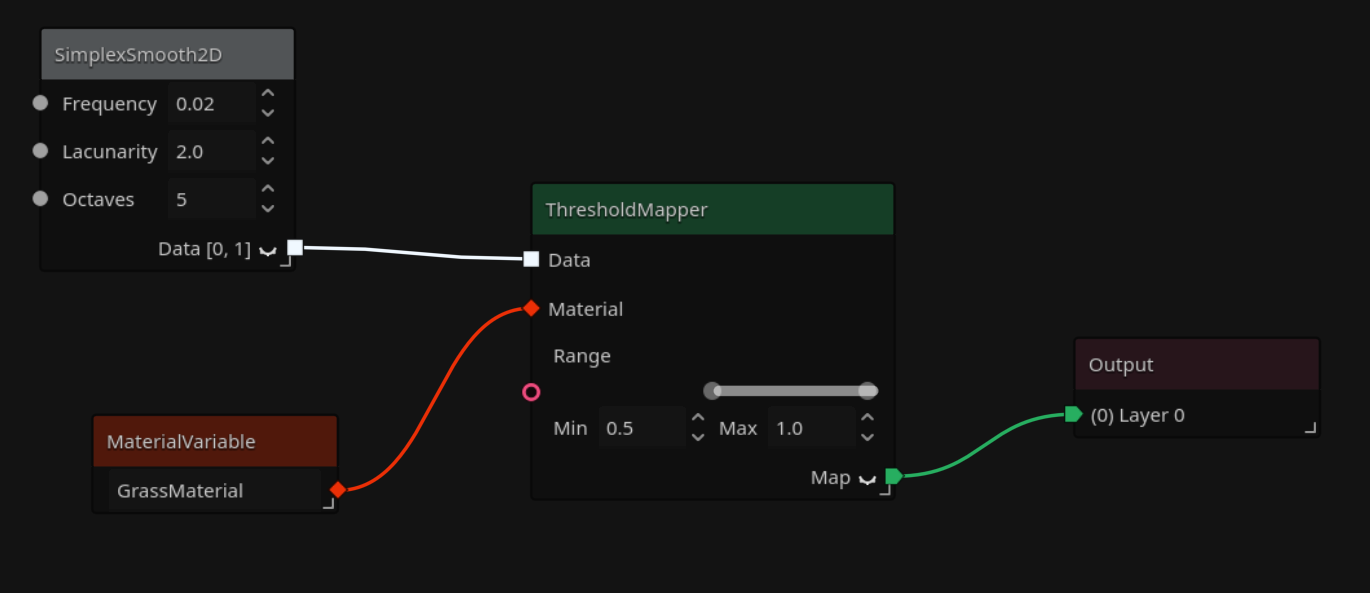 SimplexSmooth2D
Frequency 0.02
Lacunarity 2.0
Octaves 5
Data [0, 1]
ThresholdMapper
Data
Material
Range
Min 0.5 Max 1.0
Map
MaterialVariable
GrassMaterial
Output
(0) Layer 0